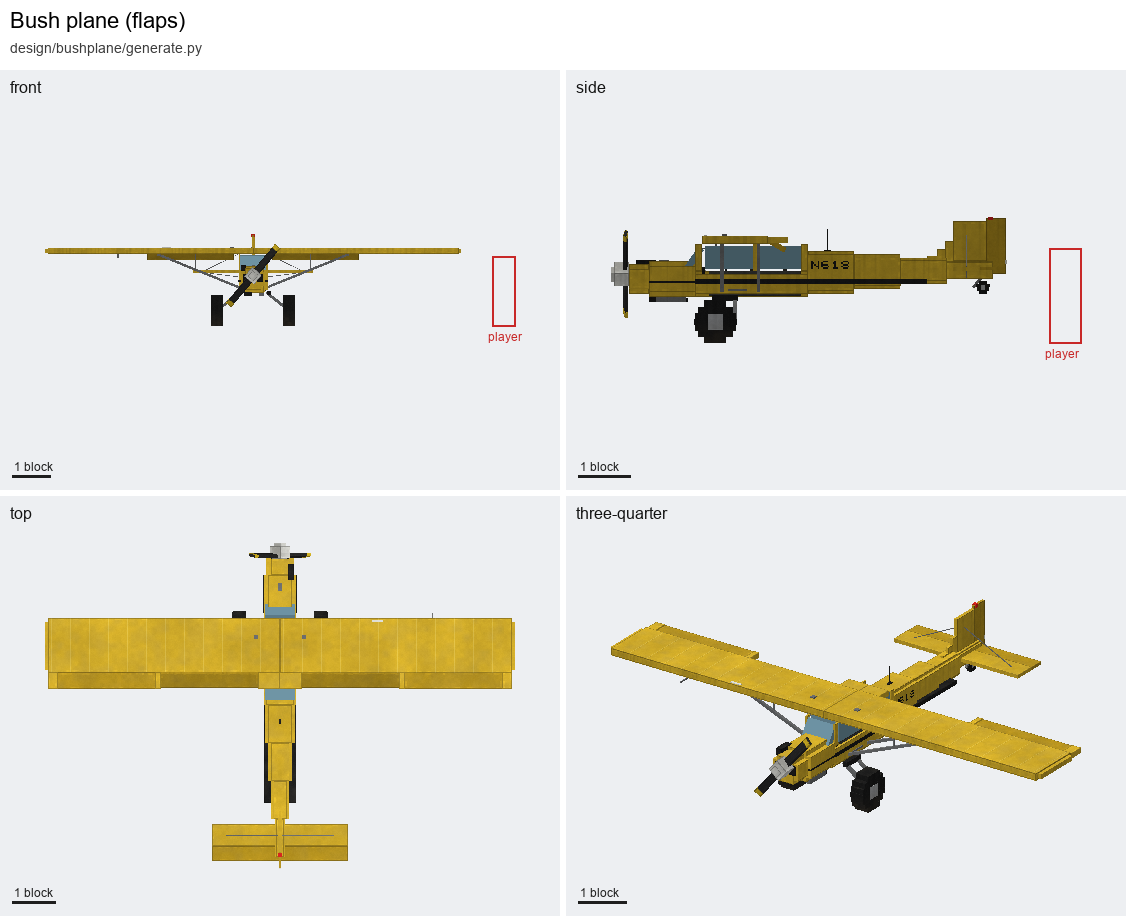 Bush plane (flaps)
design/bushplane/generate.py
front
side
N618
player
player
1 block
1 block
top
three-quarter
1 block
1 block